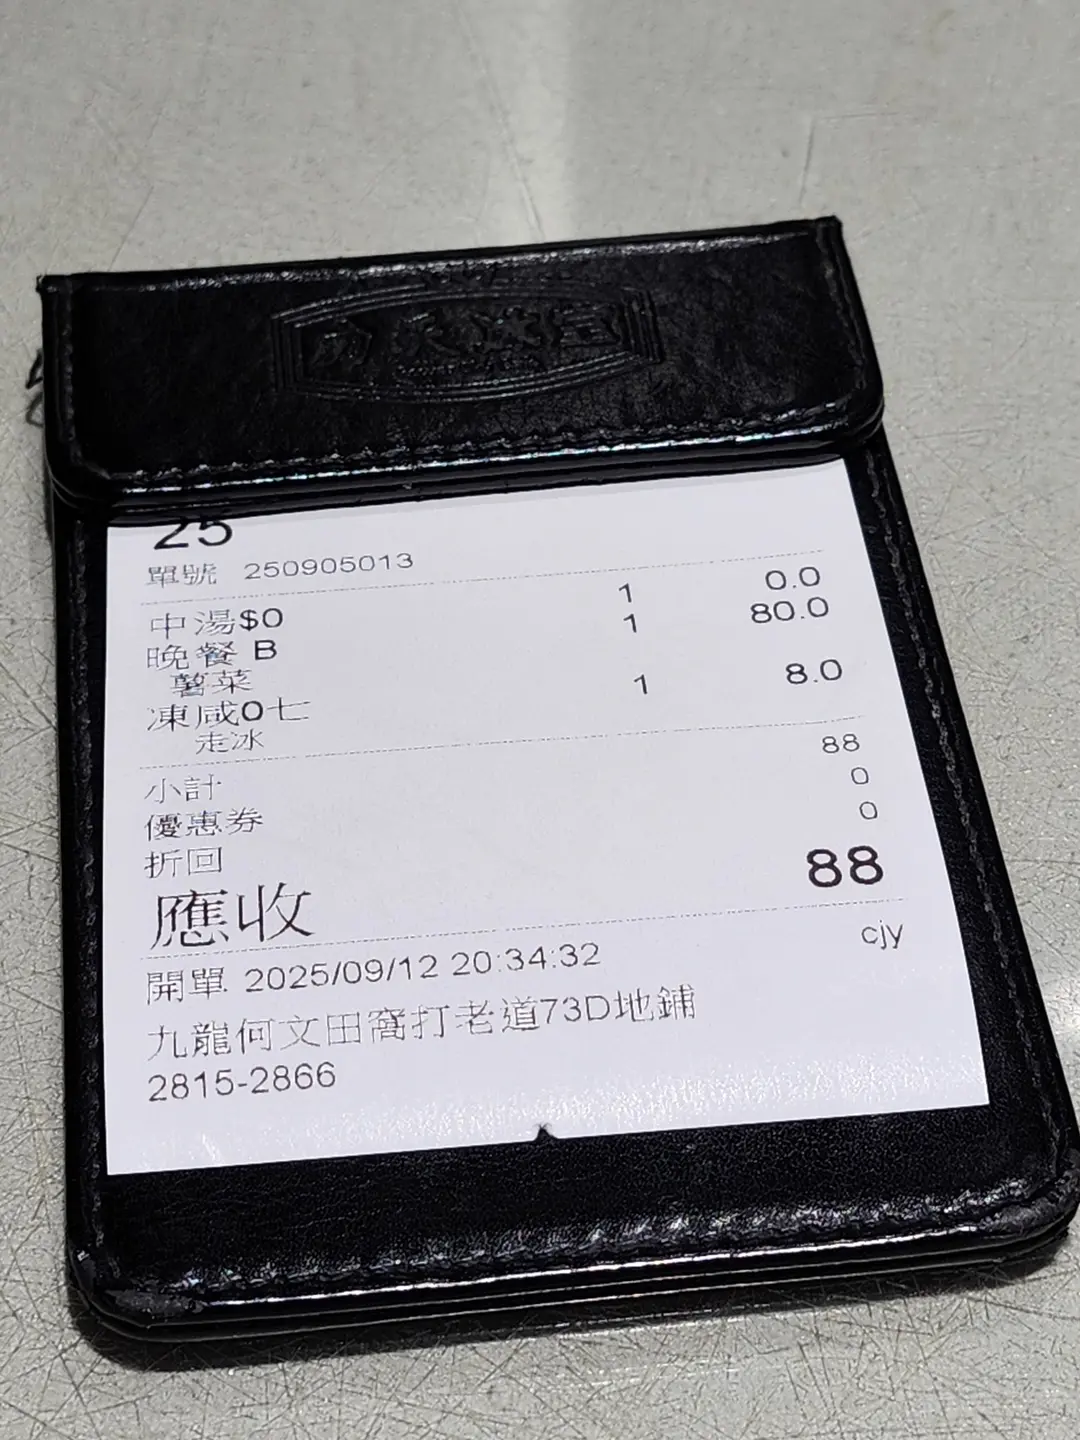 25
單號 250905013
中湯$0 1 0.0
晚餐 B 1 80.0
薯菜
凍咸0七 1 8.0
走冰
小計 88
優惠券 0
折回 0
應收 88
開單 2025/09/12 20:34:32 cjy
九龍何文田窩打老道73D地鋪
2815-2866